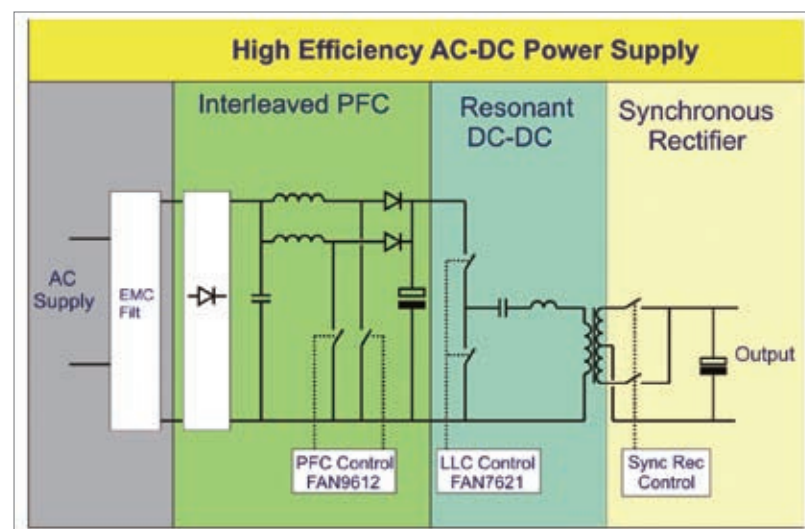 High Efficiency AC-DC Power Supply
Interleaved PFC
Resonant
DC-DC
Synchronous
Rectifier
AC
Supply
EMC
Filt
Output
PFC Control
FAN9612
LLC Control
FAN7621
Sync Rec
Control